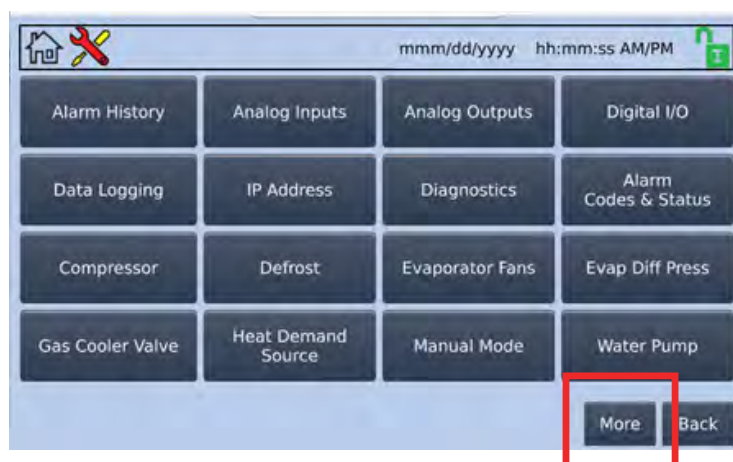 mmm/dd/yyyy hh:mm:ss AM/PM
I
Alarm History Analog Inputs Analog Outputs Digital I/O
Data Logging IP Address Diagnostics Alarm
Codes & Status
Compressor Defrost Evaporator Fans Evap Diff Press
Gas Cooler Valve Heat Demand
Source Manual Mode Water Pump
More Back